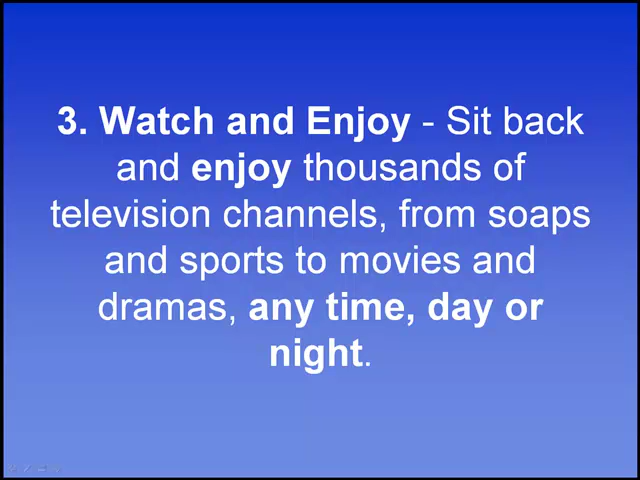 3. Watch and Enjoy - Sit back
and enjoy thousands of
television channels, from soaps
and sports to movies and
dramas, any time, day or
night.